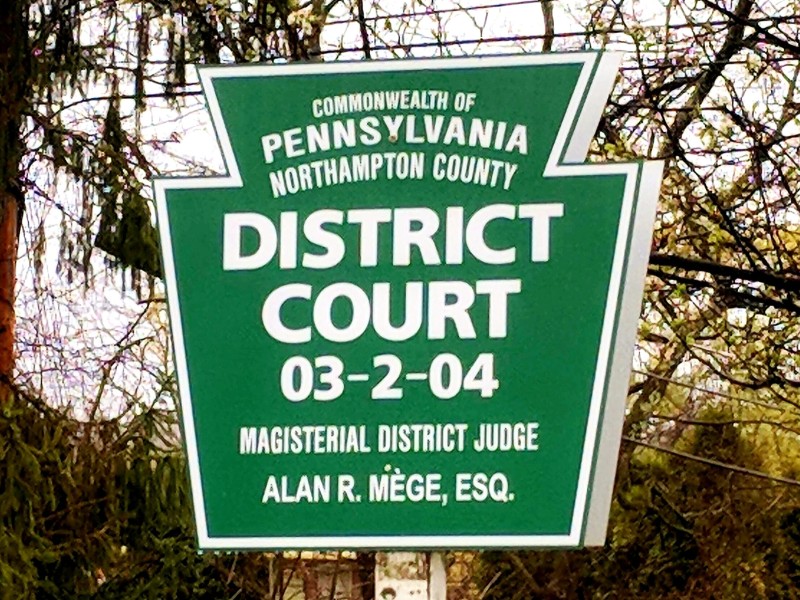 COMMONWEALTH OF
PENNSYLVANIA
NORTHAMPTON COUNTY
DISTRICT
COURT
03-2-04
MAGISTERIAL DISTRICT JUDGE
ALAN R. MÈGE, ESQ.